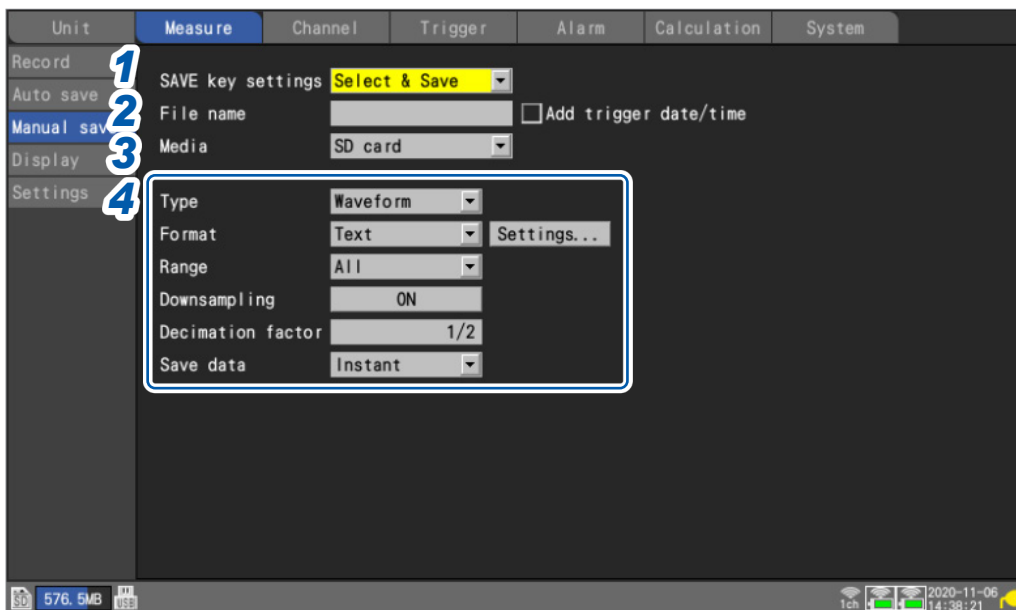 Unit Measure Channel Trigger Alarm Calculation System
Record
Auto save
Manual sav
Display
Settings
1 SAVE key settings Select & Save
2 File name Add trigger date/time
3 Media SD card
4 Type Waveform
Format Text Settings...
Range All
Downsampling ON
Decimation factor 1/2
Save data Instant
SD 576.5MB USB 1ch 2020-11-06
14:38:21